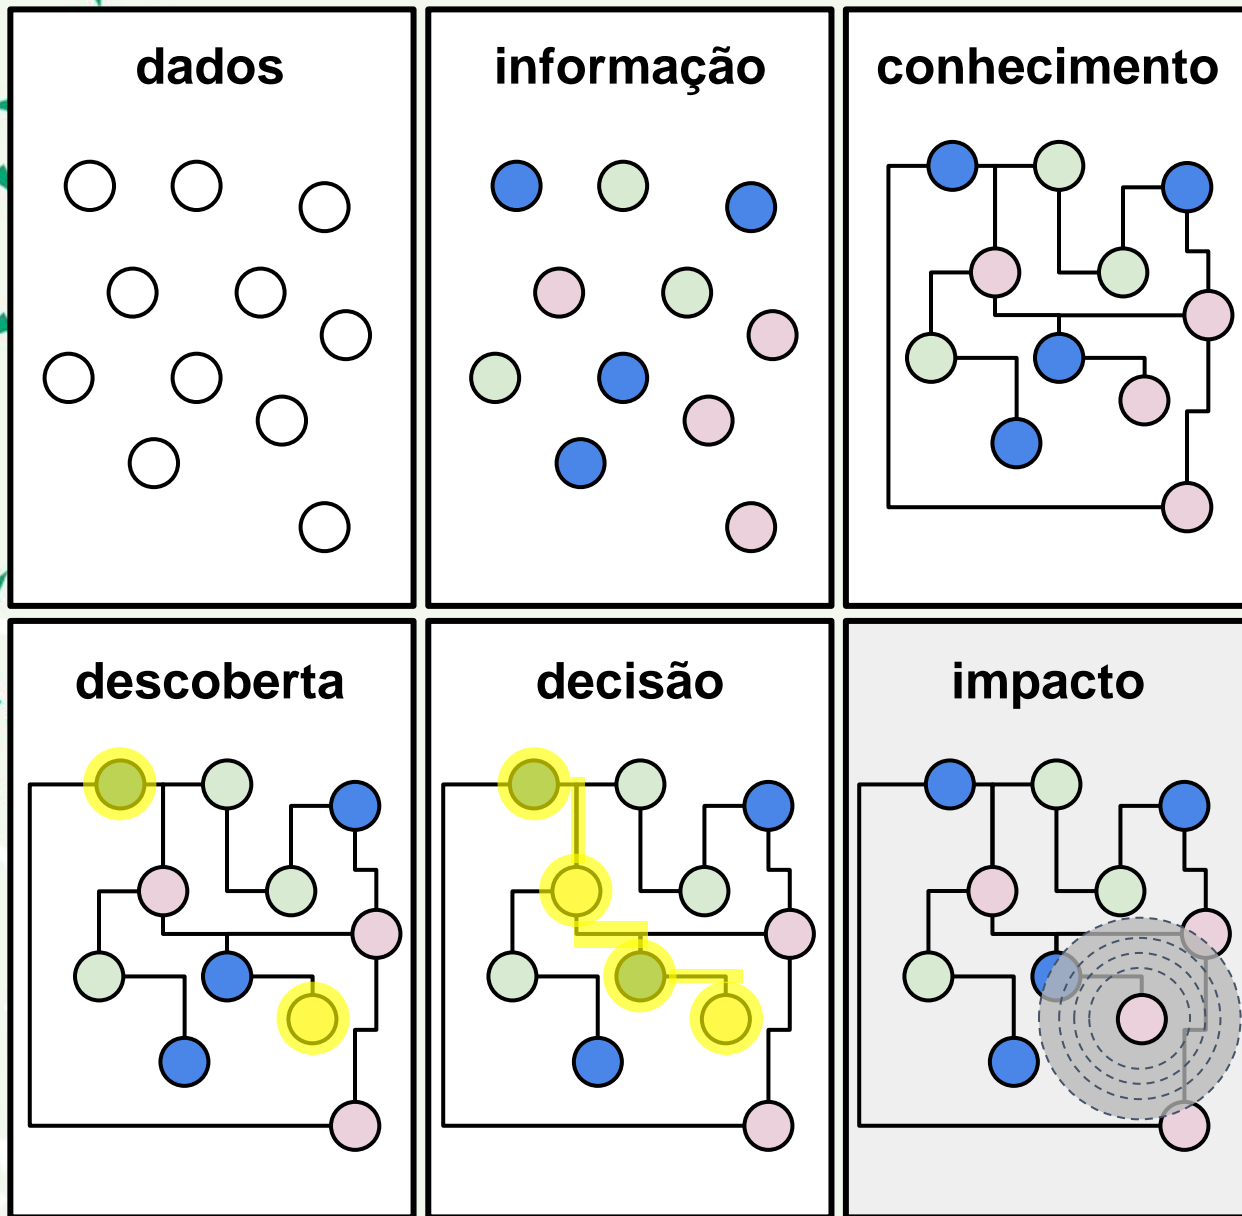 dados
informação
conhecimento
descoberta
decisão
impacto